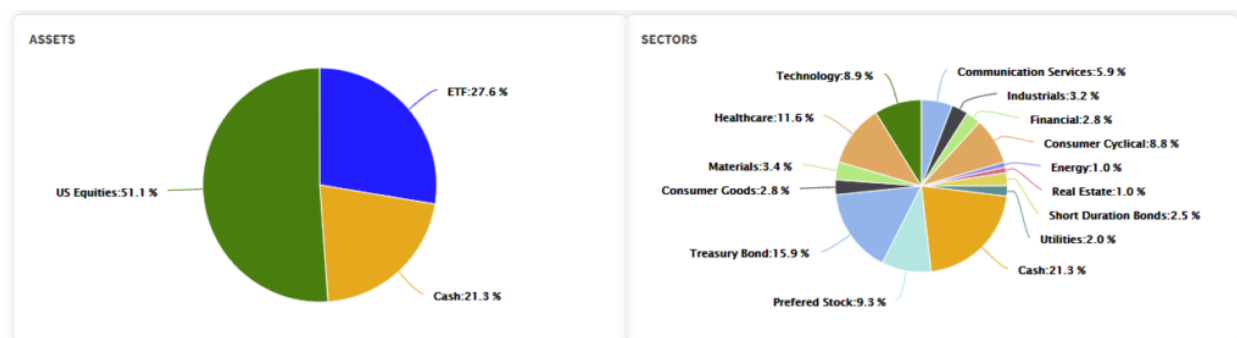 ASSETS
ETF:27.6 %
US Equities:51.1 %
Cash:21.3 %
SECTORS
Communication Services:5.9 %
Technology:8.9 %
Industrials:3.2 %
Healthcare:11.6 %
Financial:2.8 %
Consumer Cyclical:8.8 %
Materials:3.4 %
Energy:1.0 %
Consumer Goods:2.8 %
Real Estate:1.0 %
Short Duration Bonds:2.5 %
Utilities:2.0 %
Treasury Bond:15.9 %
Cash:21.3 %
Prefered Stock:9.3 %